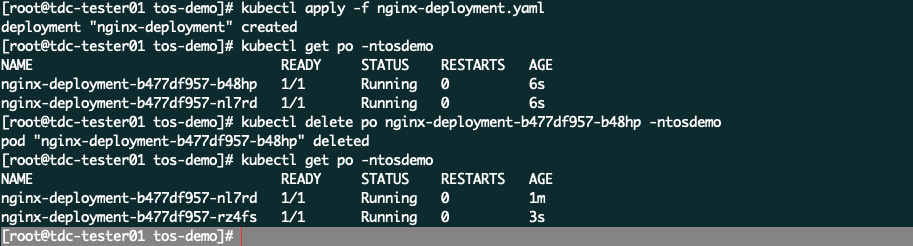 [root@tdc-tester01 tos-demo]# kubectl apply -f nginx-deployment.yaml
deployment "nginx-deployment" created
[root@tdc-tester01 tos-demo]# kubectl get po -ntosdemo
NAME READY STATUS RESTARTS AGE
nginx-deployment-b477df957-b48hp 1/1 Running 0 6s
nginx-deployment-b477df957-nl7rd 1/1 Running 0 6s
[root@tdc-tester01 tos-demo]# kubectl delete po nginx-deployment-b477df957-b48hp -ntosdemo
pod "nginx-deployment-b477df957-b48hp" deleted
[root@tdc-tester01 tos-demo]# kubectl get po -ntosdemo
NAME READY STATUS RESTARTS AGE
nginx-deployment-b477df957-nl7rd 1/1 Running 0 1m
nginx-deployment-b477df957-rz4fs 1/1 Running 0 3s
[root@tdc-tester01 tos-demo]#